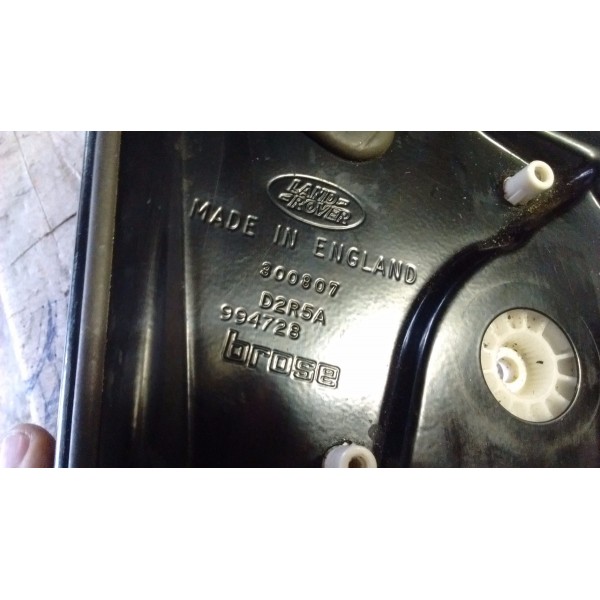 LAND-
-ROVER
MADE IN ENGLAND
300807
D2R5A
994728
brose